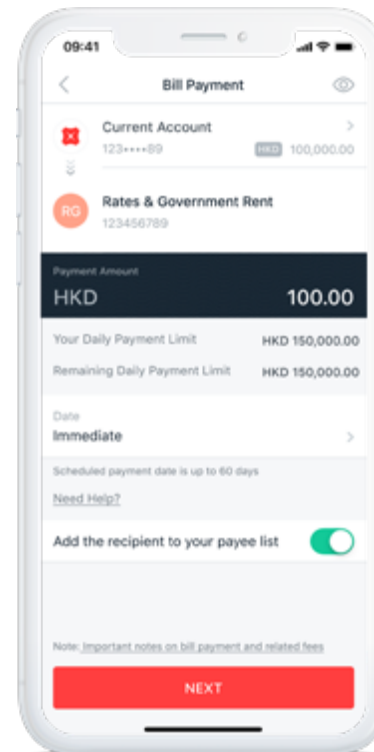 09:41
Bill Payment
Current Account
123••••89 HKD 100,000.00
RG Rates & Government Rent
123456789
Payment Amount
HKD 100.00
Your Daily Payment Limit HKD 150,000.00
Remaining Daily Payment Limit HKD 150,000.00
Date
Immediate
Scheduled payment date is up to 60 days
Need Help?
Add the recipient to your payee list
Note: Important notes on bill payment and related fees
NEXT